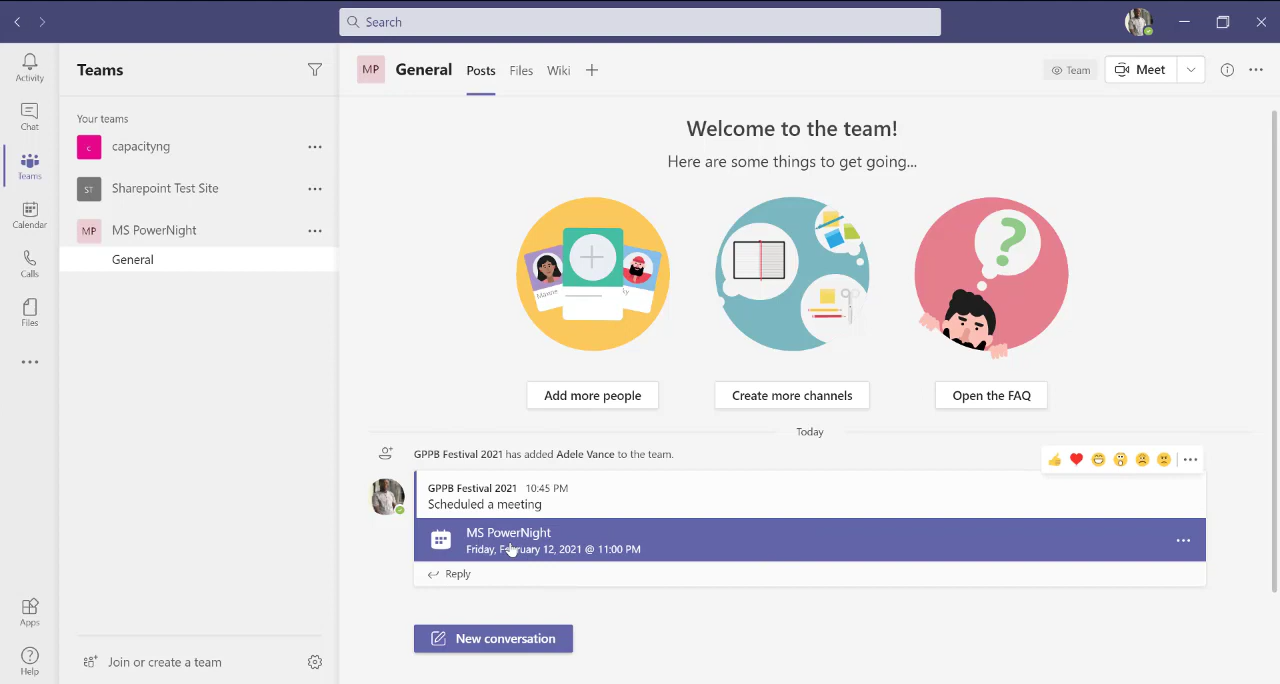 Search
Activity
Chat
Teams
Calendar
Calls
Files
Apps
Help
Teams
Your teams
c capacityng
ST Sharepoint Test Site
MP MS PowerNight
General
Join or create a team
MP General Posts Files Wiki
Team Meet
Welcome to the team!
Here are some things to get going...
Add more people Create more channels Open the FAQ
Today
GPPB Festival 2021 has added Adele Vance to the team.
GPPB Festival 2021 10:45 PM
Scheduled a meeting
MS PowerNight
Friday, February 12, 2021 @ 11:00 PM
Reply
New conversation